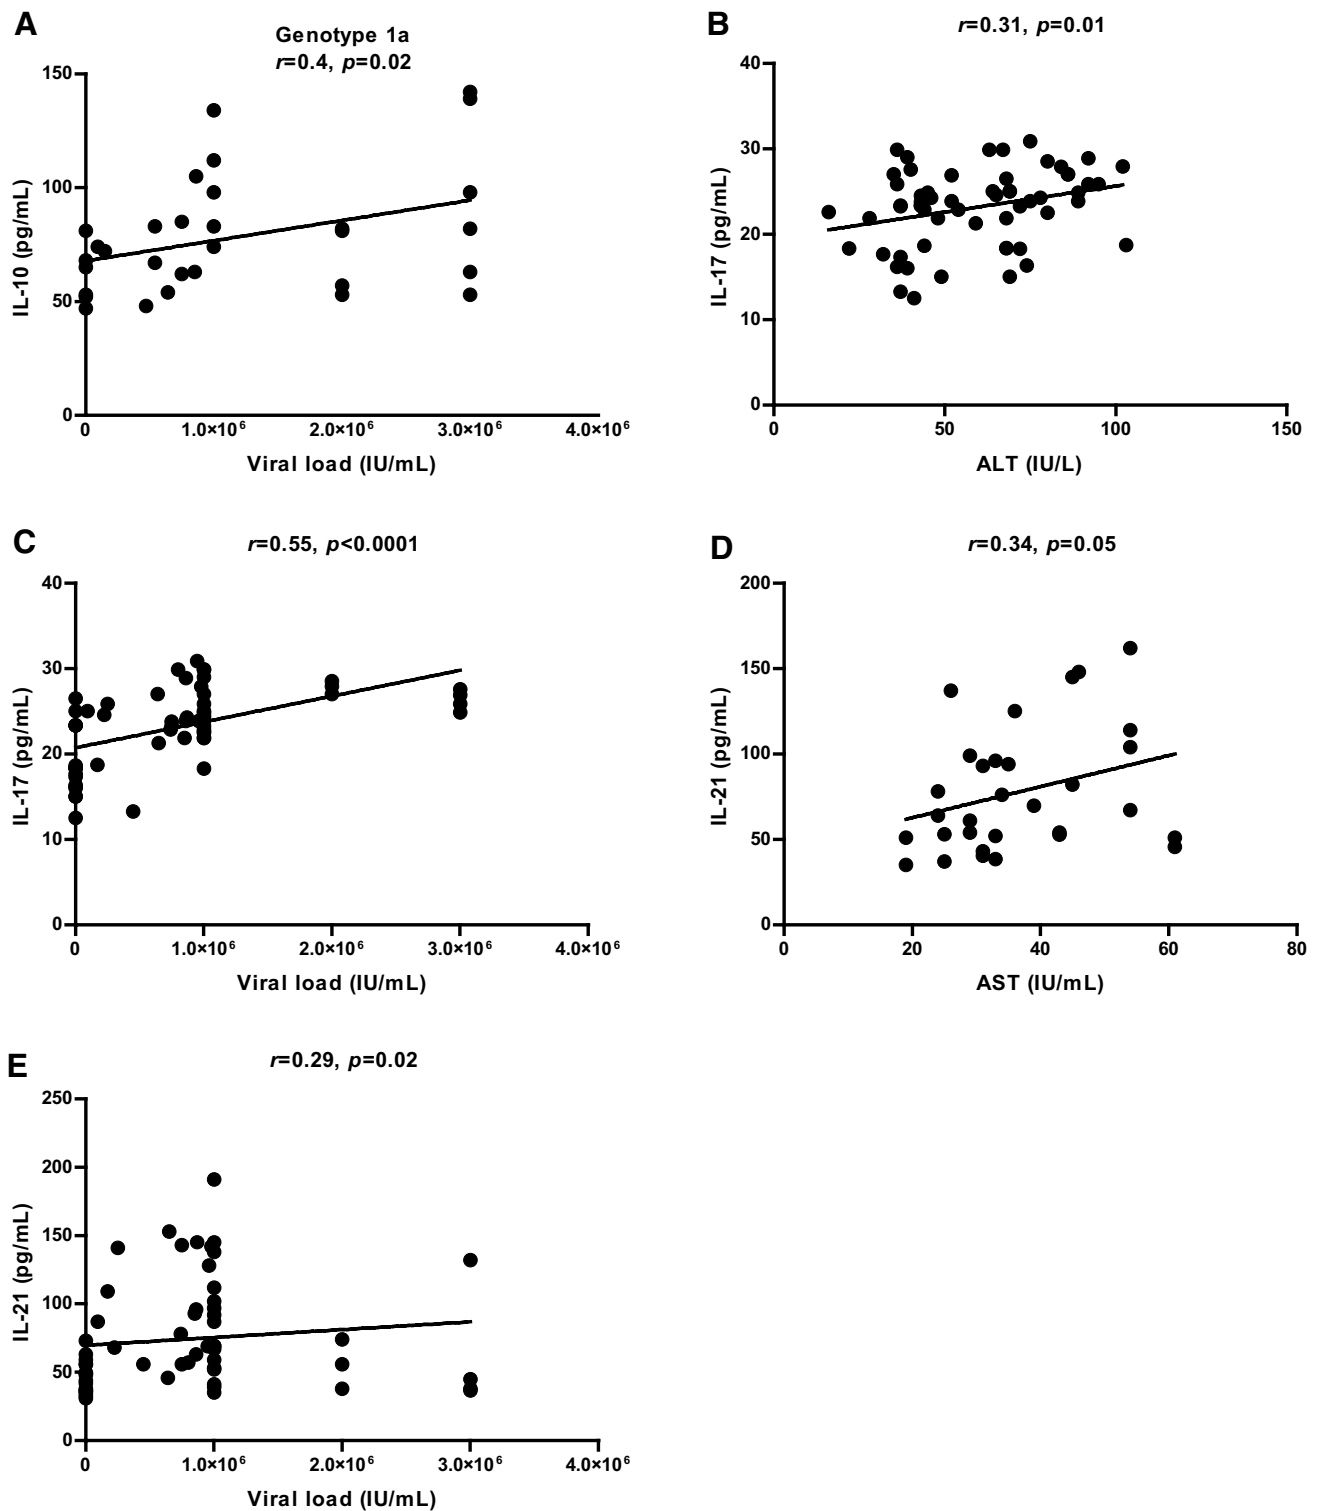 A
Genotype 1a
r=0.4, p=0.02
150
100
50
0
IL-10 (pg/mL)
0 1.0×10⁶ 2.0×10⁶ 3.0×10⁶ 4.0×10⁶
Viral load (IU/mL)
B
r=0.31, p=0.01
40
30
20
10
0
IL-17 (pg/mL)
0 50 100 150
ALT (IU/L)
C
r=0.55, p<0.0001
40
30
20
10
0
IL-17 (pg/mL)
0 1.0×10⁶ 2.0×10⁶ 3.0×10⁶ 4.0×10⁶
Viral load (IU/mL)
D
r=0.34, p=0.05
200
150
100
50
0
IL-21 (pg/mL)
0 20 40 60 80
AST (IU/mL)
E
r=0.29, p=0.02
250
200
150
100
50
0
IL-21 (pg/mL)
0 1.0×10⁶ 2.0×10⁶ 3.0×10⁶ 4.0×10⁶
Viral load (IU/mL)